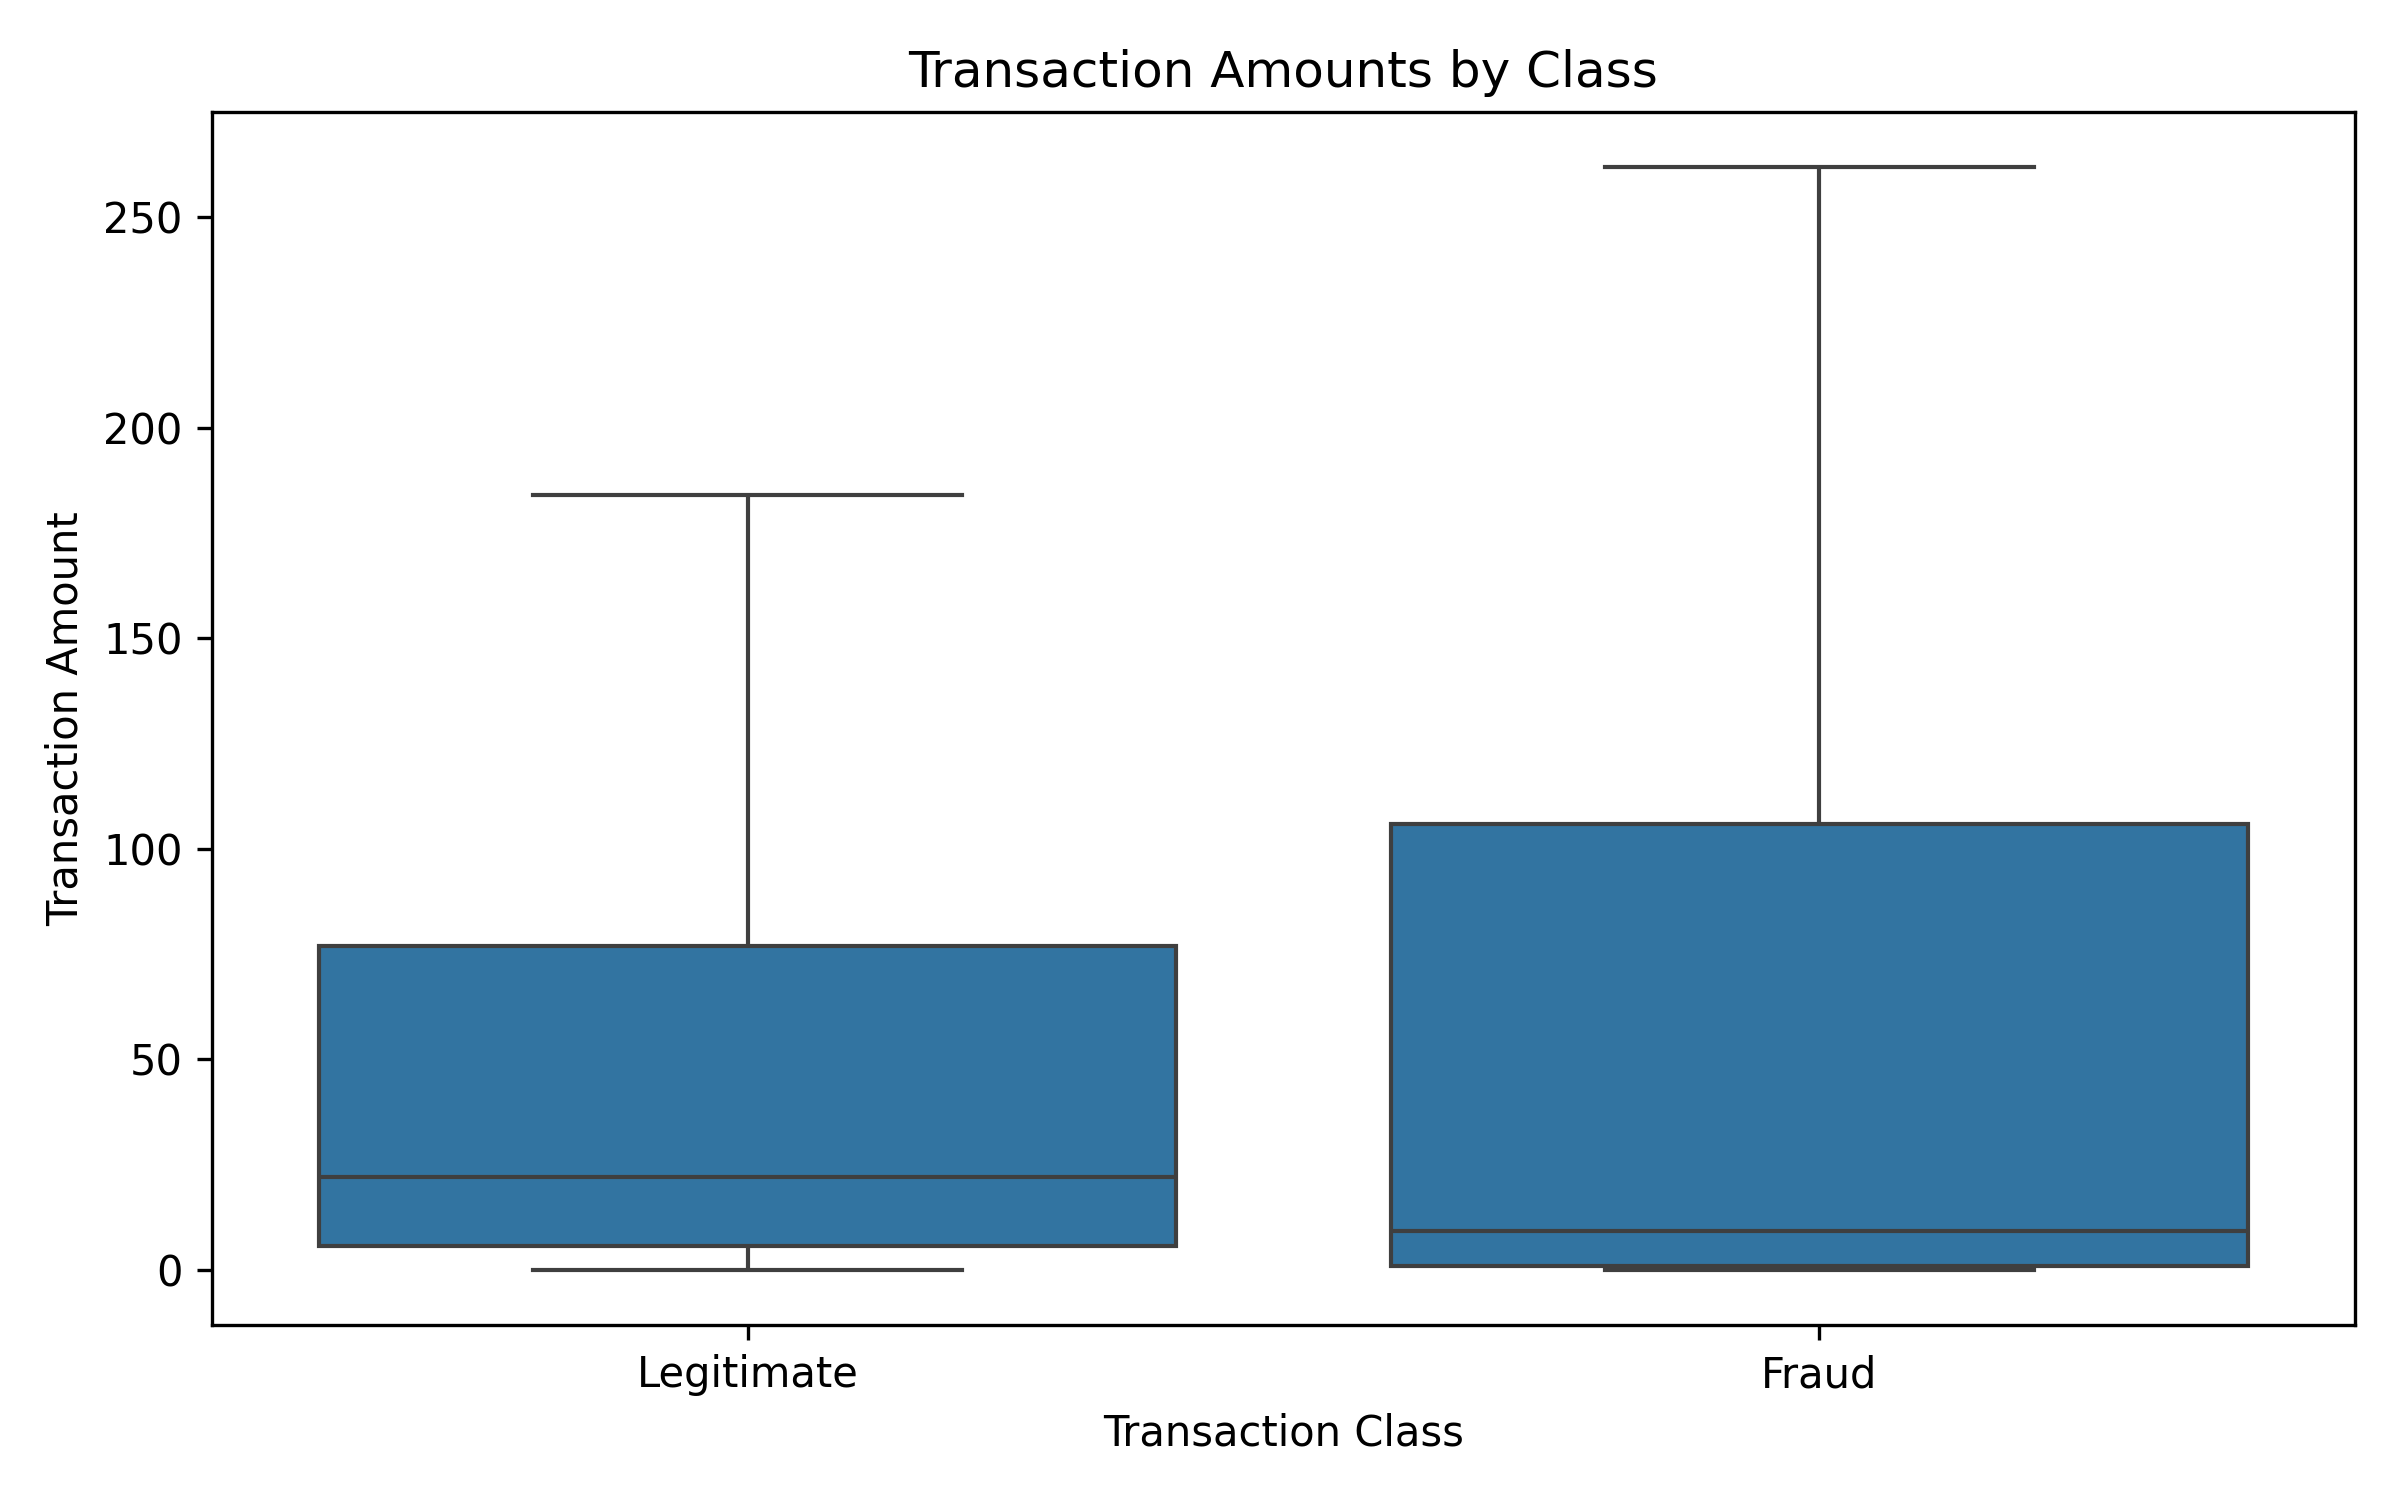 Transaction Amounts by Class
Transaction Amount
250
200
150
100
50
0
Legitimate
Fraud
Transaction Class